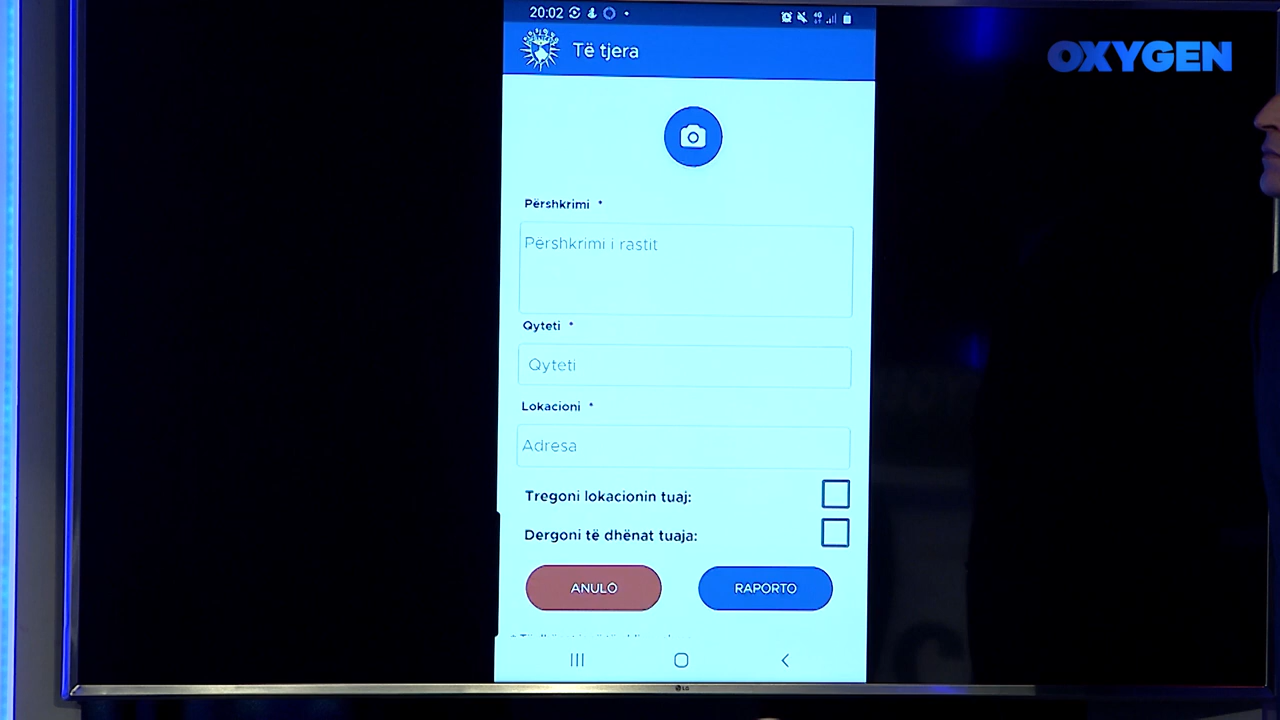 20:02
Të tjera
OXYGEN
Përshkrimi *
Përshkrimi i rastit
Qyteti *
Qyteti
Lokacioni *
Adresa
Tregoni lokacionin tuaj:
Dergoni të dhënat tuaja:
ANULO
RAPORTO
LG